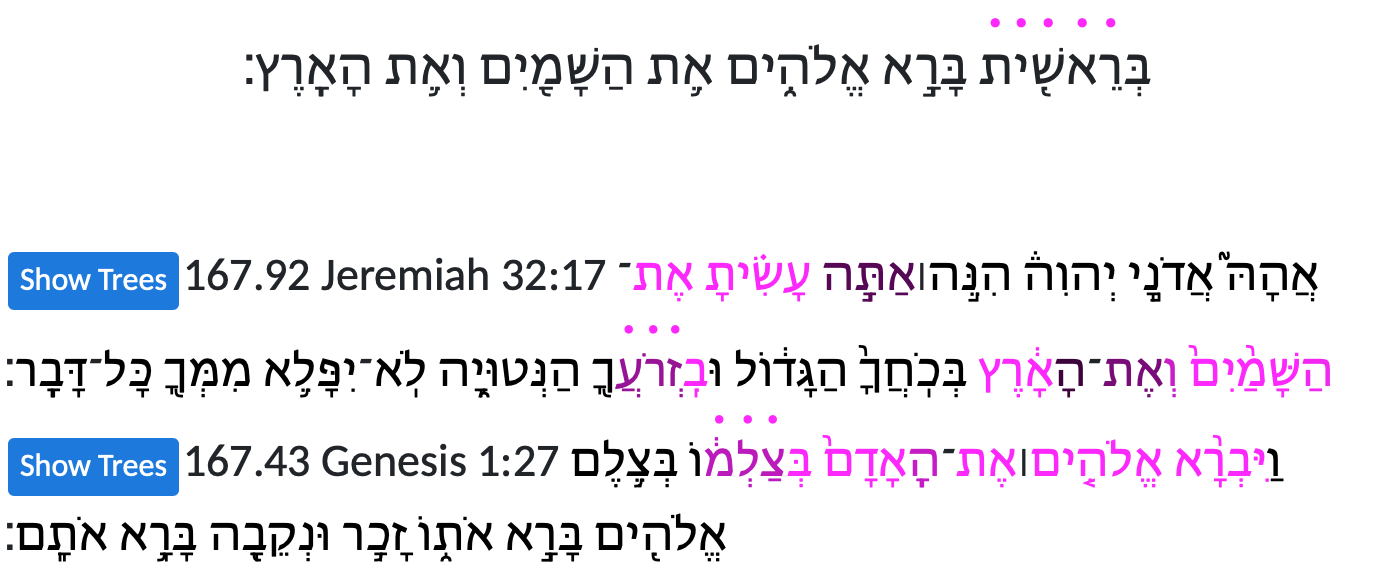 בְּרֵאשִׁ֖ית בָּרָ֣א אֱלֹהִ֑ים אֵ֥ת הַשָּׁמַ֖יִם וְאֵ֥ת הָאָֽרֶץ׃
Show Trees 167.92 Jeremiah 32:17 אֲהָהּ֮ אֲדֹנָ֣י יְהוִה֒ הִנֵּ֣ה׀אַתָּ֣ה עָשִׂ֗יתָ אֶת־
הַשָּׁמַ֙יִם֙ וְאֶת־הָאָ֔רֶץ בְּכֹֽחֲךָ֙ הַגָּד֔וֹל וּבִֽזְרֹעֲךָ֖ הַנְּטוּיָ֑ה לֹֽא־יִפָּלֵ֥א מִמְּךָ֖ כָּל־דָּבָֽר׃
Show Trees 167.43 Genesis 1:27 וַיִּבְרָ֨א אֱלֹהִ֤ים׀אֶת־הָֽאָדָם֙ בְּצַלְמ֔וֹ בְּצֶ֥לֶם
אֱלֹהִ֖ים בָּרָ֣א אֹת֑וֹ זָכָ֥ר וּנְקֵבָ֖ה בָּרָ֥א אֹתָֽם׃